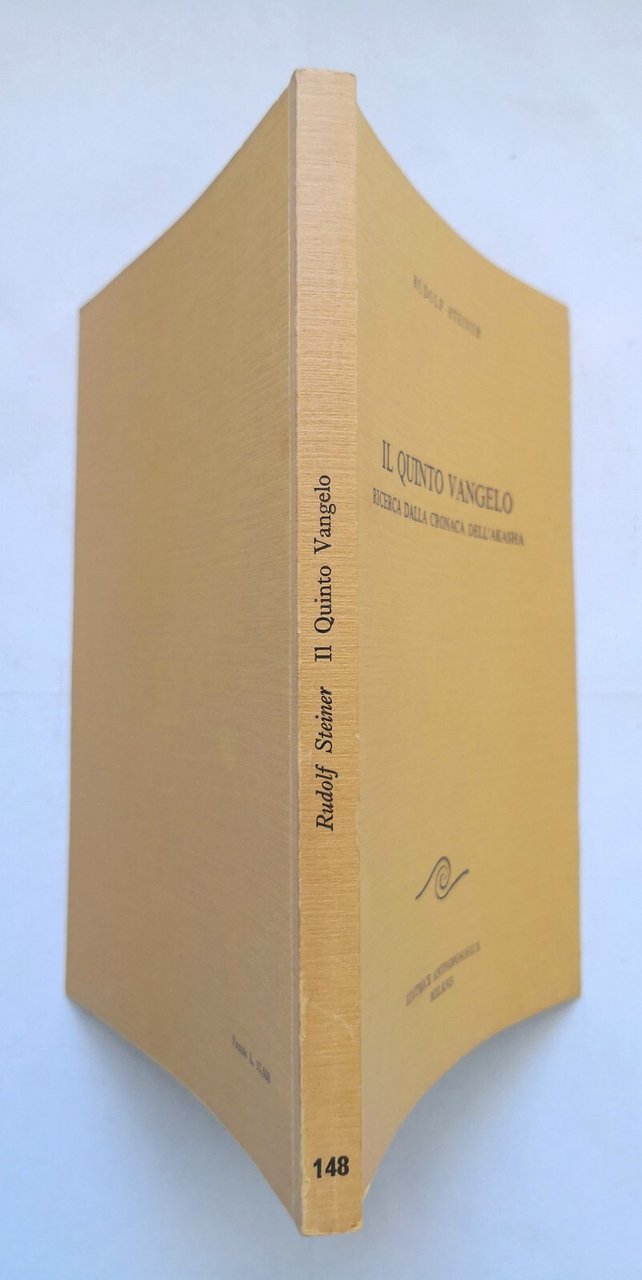 RUDOLF STEINER
IL QUINTO VANGELO
RICERCA DALLA CRONACA DELL'AKASHA
EDITRICE ANTROPOSOFICA
MILANO
Rudolf Steiner Il Quinto Vangelo
148